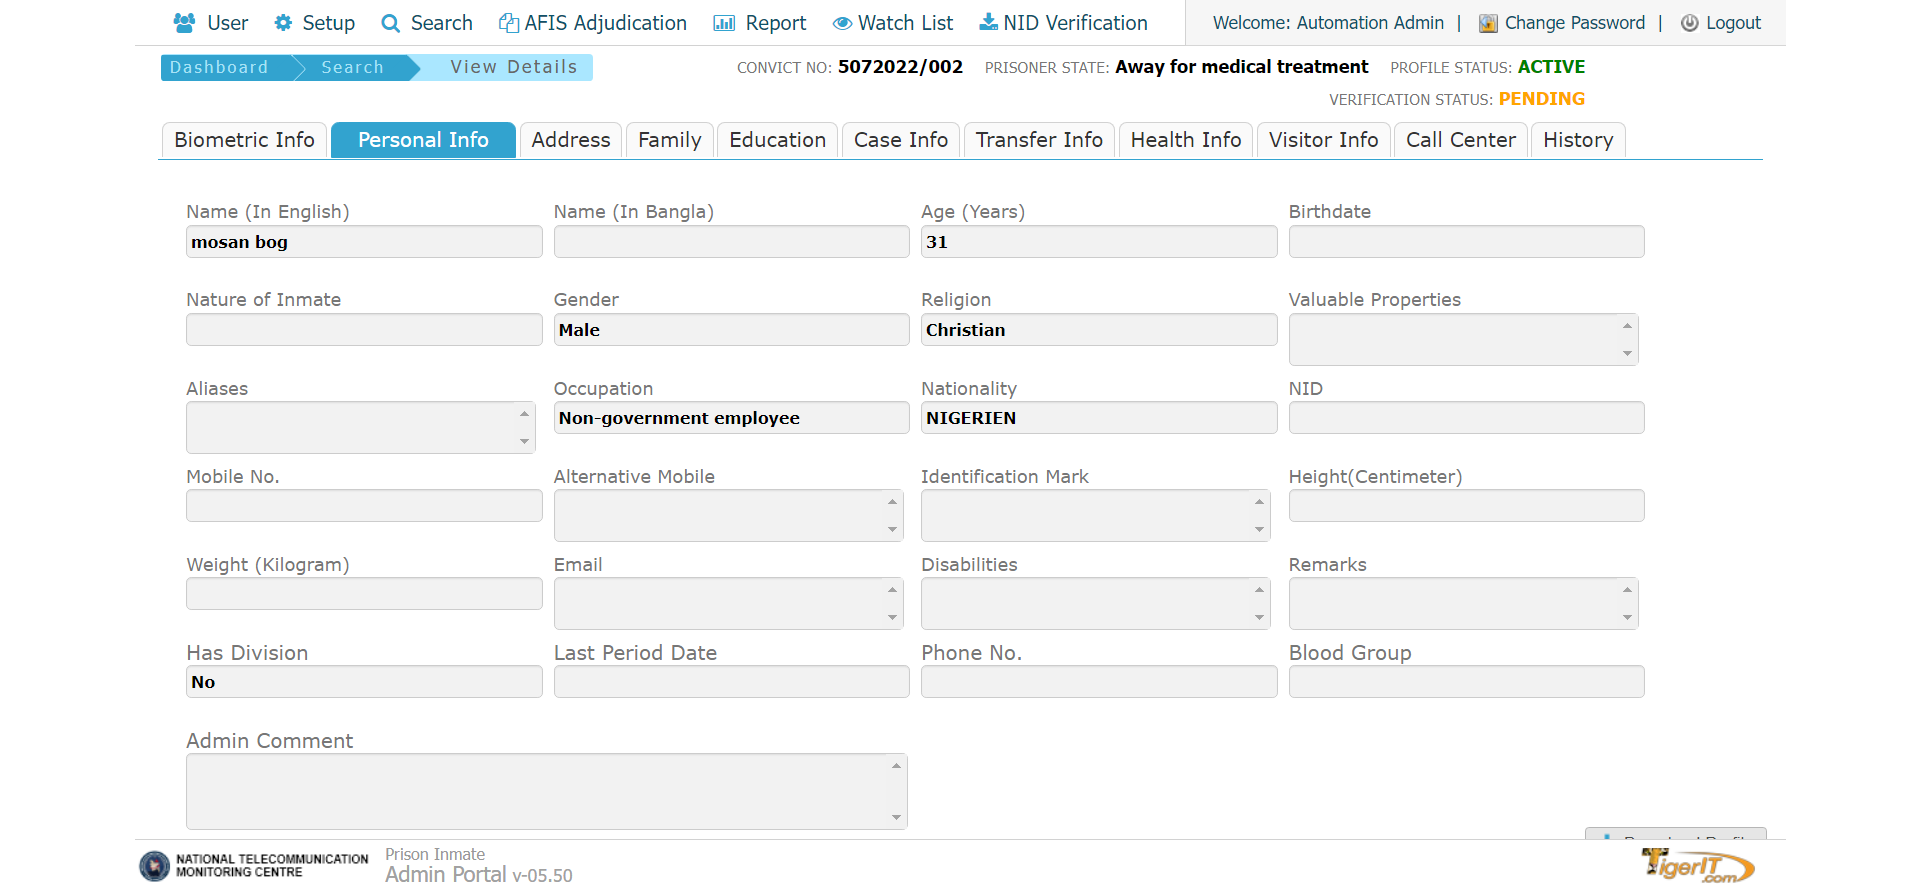 User Setup Search AFIS Adjudication Report Watch List NID Verification Welcome: Automation Admin | Change Password | Logout
Dashboard Search View Details CONVICT NO: 5072022/002 PRISONER STATE: Away for medical treatment PROFILE STATUS: ACTIVE
VERIFICATION STATUS: PENDING
Biometric Info Personal Info Address Family Education Case Info Transfer Info Health Info Visitor Info Call Center History
Name (In English) Name (In Bangla) Age (Years) Birthdate
mosan bog 31
Nature of Inmate Gender Religion Valuable Properties
Male Christian
Aliases Occupation Nationality NID
Non-government employee NIGERIEN
Mobile No. Alternative Mobile Identification Mark Height(Centimeter)
Weight (Kilogram) Email Disabilities Remarks
Has Division Last Period Date Phone No. Blood Group
No
Admin Comment
NATIONAL TELECOMMUNICATION
MONITORING CENTRE
Prison Inmate
Admin Portal v-05.50
TigerIT
.com